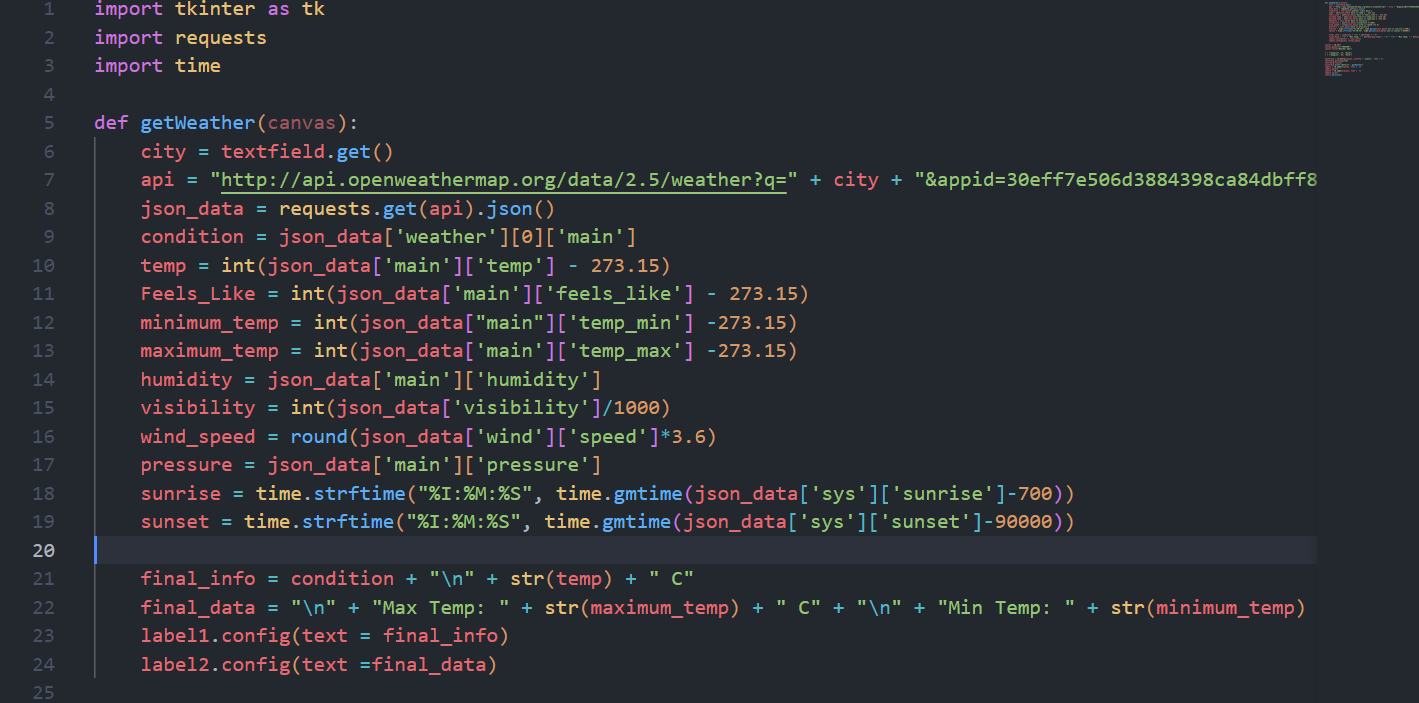 1 import tkinter as tk
2 import requests
3 import time
4
5 def getWeather(canvas):
6     city = textfield.get()
7     api = "http://api.openweathermap.org/data/2.5/weather?q=" + city + "&appid=30eff7e506d3884398ca84dbff8
8     json_data = requests.get(api).json()
9     condition = json_data['weather'][0]['main']
10     temp = int(json_data['main']['temp'] - 273.15)
11     Feels_Like = int(json_data['main']['feels_like'] - 273.15)
12     minimum_temp = int(json_data["main"]['temp_min'] -273.15)
13     maximum_temp = int(json_data['main']['temp_max'] -273.15)
14     humidity = json_data['main']['humidity']
15     visibility = int(json_data['visibility']/1000)
16     wind_speed = round(json_data['wind']['speed']*3.6)
17     pressure = json_data['main']['pressure']
18     sunrise = time.strftime("%I:%M:%S", time.gmtime(json_data['sys']['sunrise']-700))
19     sunset = time.strftime("%I:%M:%S", time.gmtime(json_data['sys']['sunset']-90000))
20
21     final_info = condition + "\n" + str(temp) + " C"
22     final_data = "\n" + "Max Temp: " + str(maximum_temp) + " C" + "\n" + "Min Temp: " + str(minimum_temp)
23     label1.config(text = final_info)
24     label2.config(text =final_data)
25